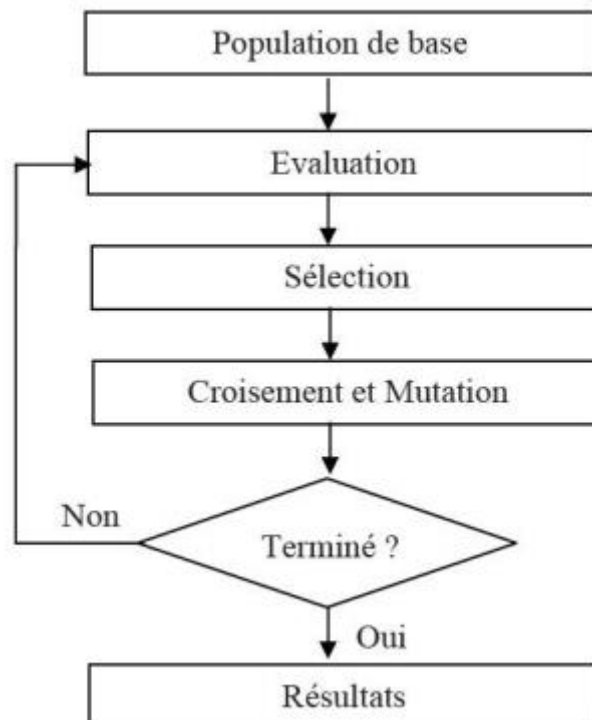 Population de base
Evaluation
Sélection
Croisement et Mutation
Non
Terminé ?
Oui
Résultats